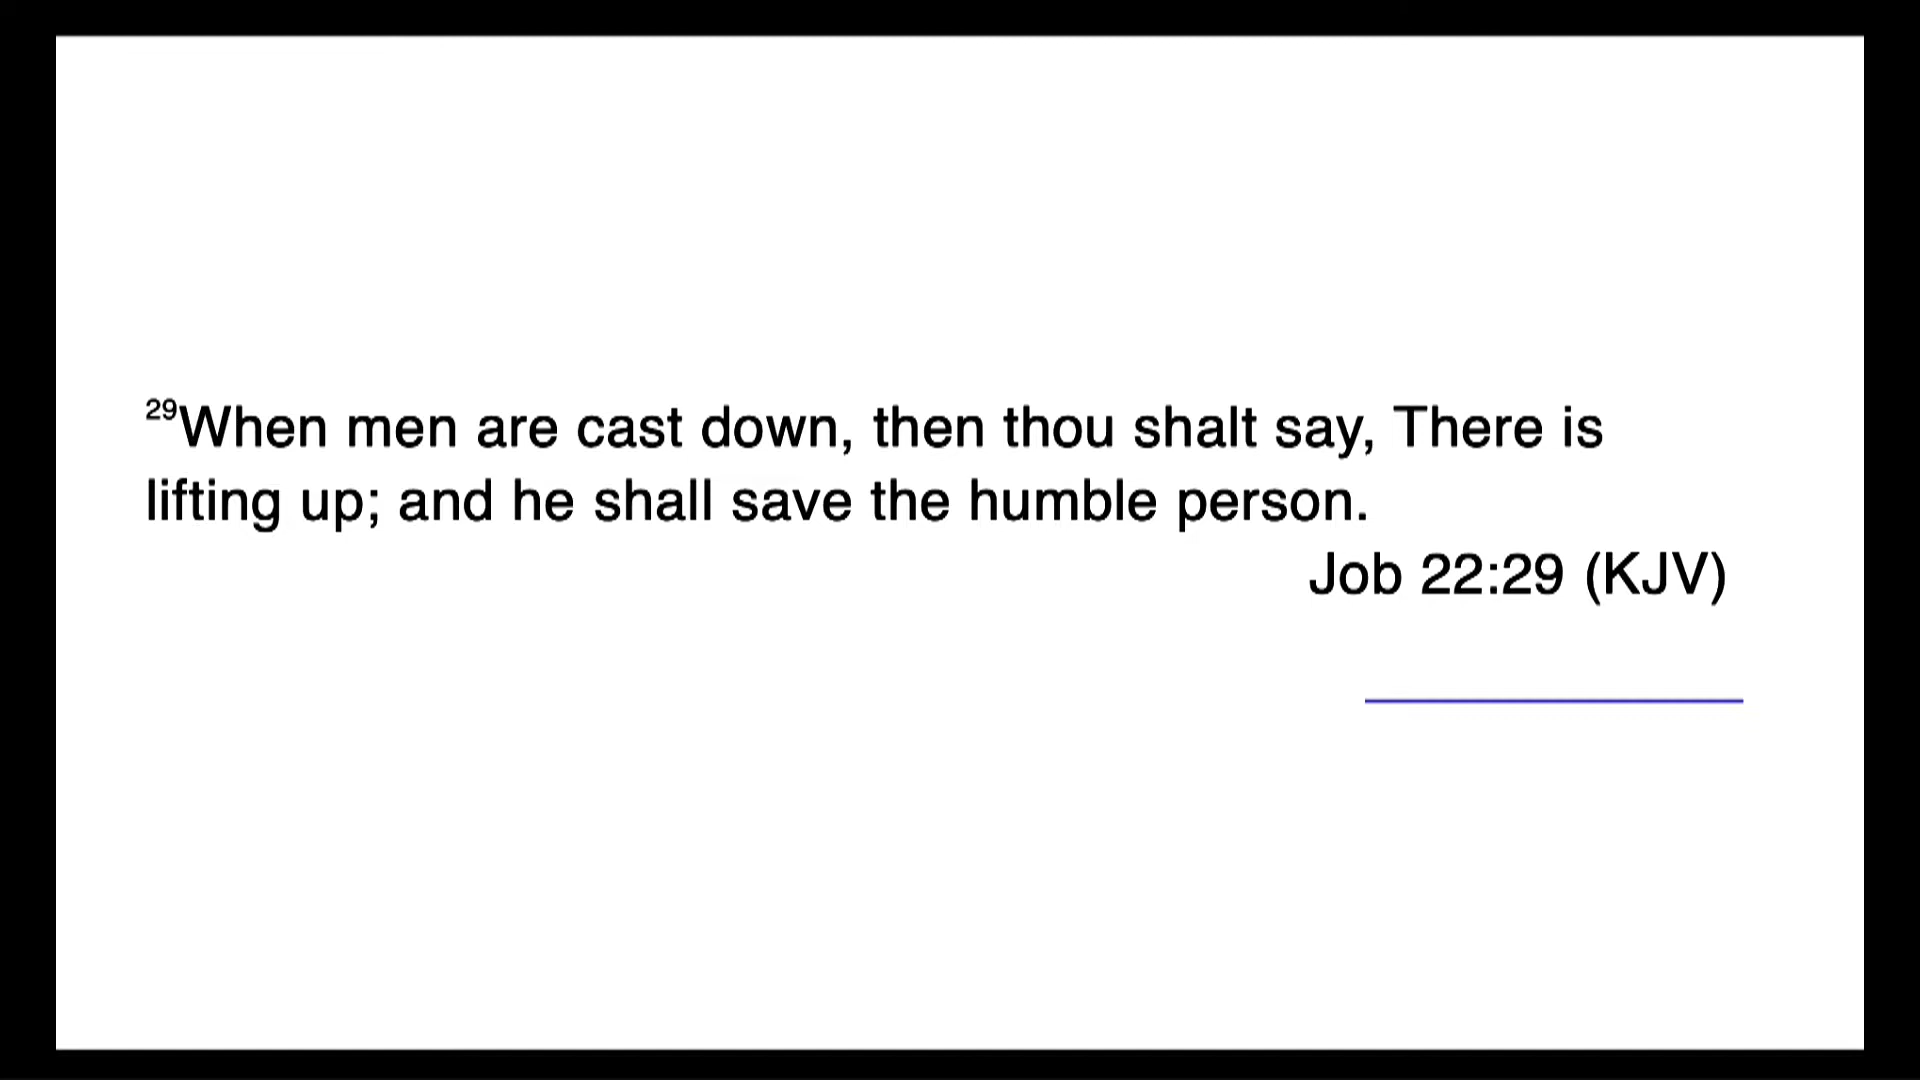 29When men are cast down, then thou shalt say, There is
lifting up; and he shall save the humble person.
Job 22:29 (KJV)